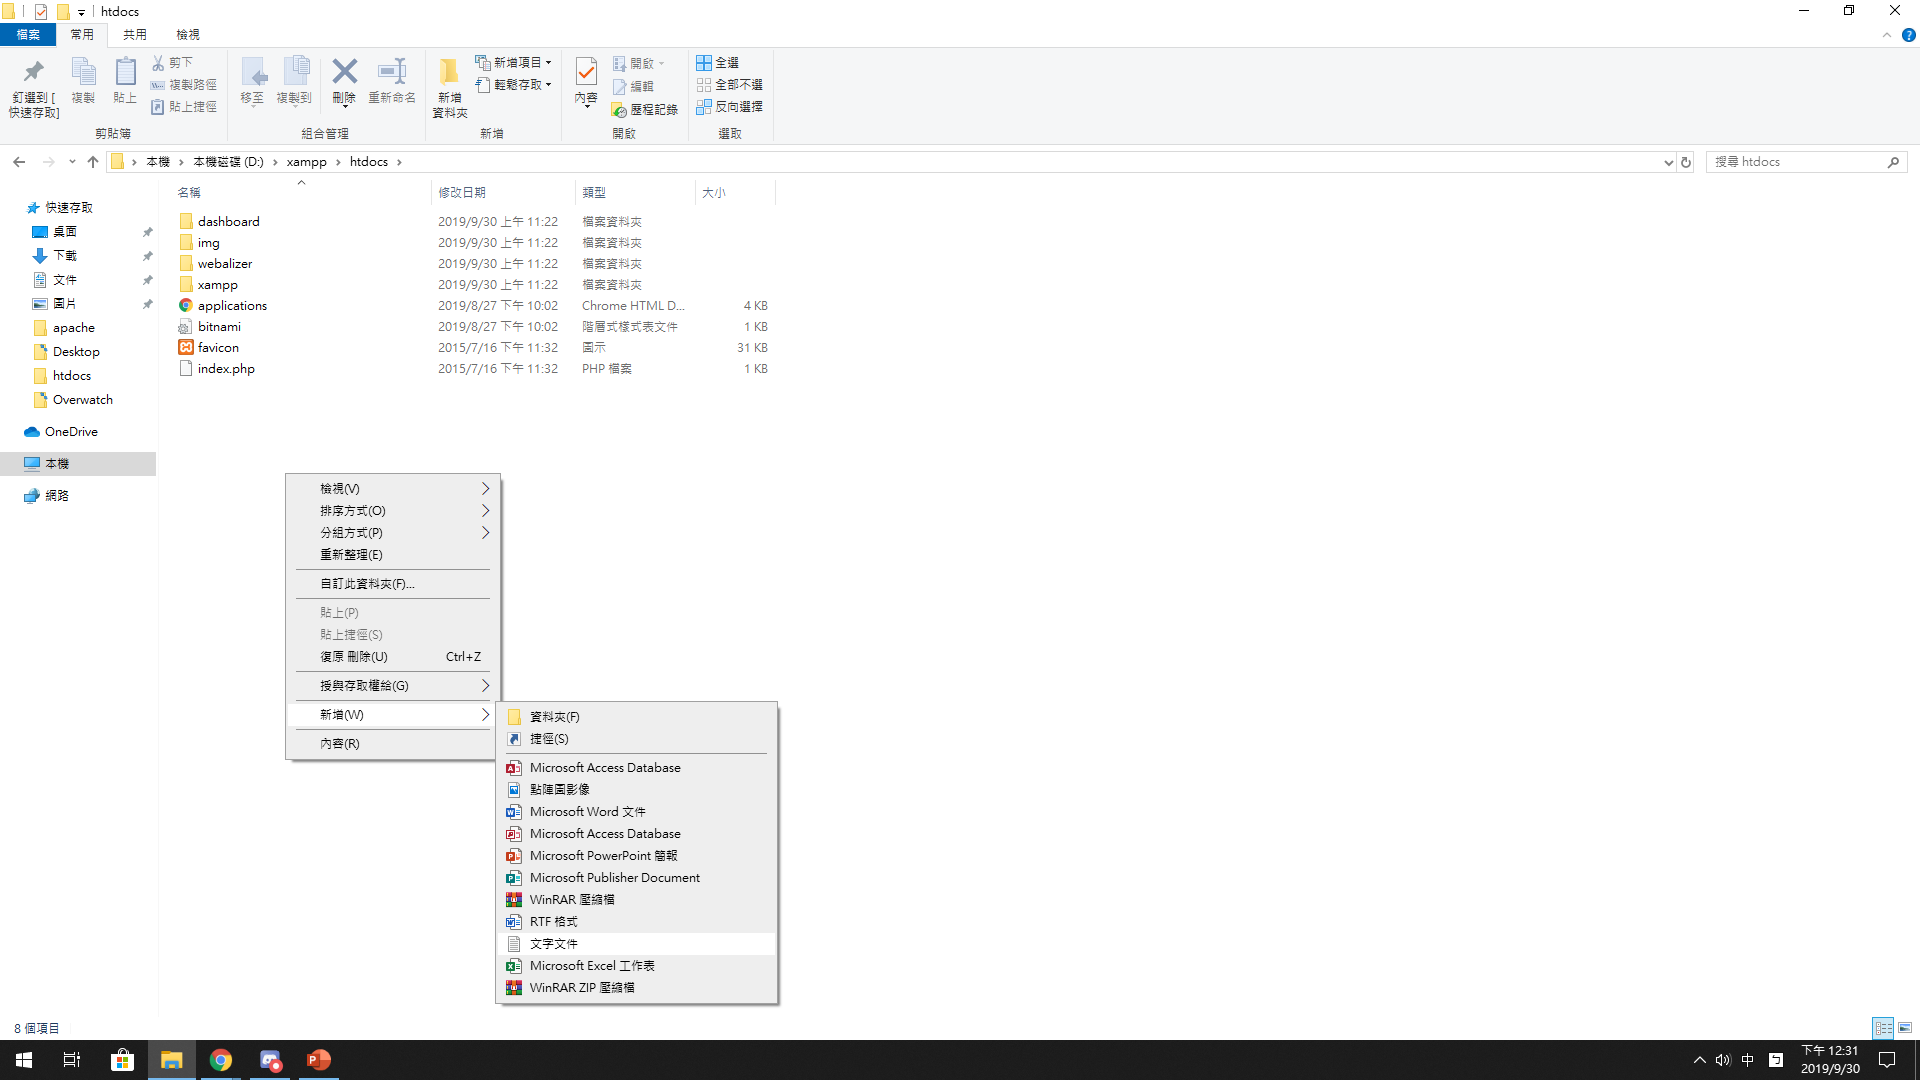 htdocs
檔案
常用
共用
檢視
釘選到 [
快速存取]
複製
貼上
剪下
複製路徑
貼上捷徑
剪貼簿
移至
複製到
刪除
重新命名
組合管理
新增
資料夾
新增項目
輕鬆存取
新增
內容
開啟
編輯
歷程記錄
開啟
全選
全部不選
反向選擇
選取
本機 本機磁碟 (D:) xampp htdocs
搜尋 htdocs
名稱 修改日期 類型 大小
dashboard 2019/9/30 上午 11:22 檔案資料夾
img 2019/9/30 上午 11:22 檔案資料夾
webalizer 2019/9/30 上午 11:22 檔案資料夾
xampp 2019/9/30 上午 11:22 檔案資料夾
applications 2019/8/27 下午 10:02 Chrome HTML D... 4 KB
bitnami 2019/8/27 下午 10:02 階層式樣式表文件 1 KB
favicon 2015/7/16 下午 11:32 圖示 31 KB
index.php 2015/7/16 下午 11:32 PHP 檔案 1 KB
快速存取
桌面
下載
文件
圖片
apache
Desktop
htdocs
Overwatch
OneDrive
本機
網路
檢視(V)
排序方式(O)
分組方式(P)
重新整理(E)
自訂此資料夾(F)...
貼上(P)
貼上捷徑(S)
復原 刪除(U) Ctrl+Z
授與存取權給(G)
新增(W)
內容(R)
資料夾(F)
捷徑(S)
Microsoft Access Database
點陣圖影像
Microsoft Word 文件
Microsoft Access Database
Microsoft PowerPoint 簡報
Microsoft Publisher Document
WinRAR 壓縮檔
RTF 格式
文字文件
Microsoft Excel 工作表
WinRAR ZIP 壓縮檔
8 個項目
中
ㄅ
下午 12:31
2019/9/30